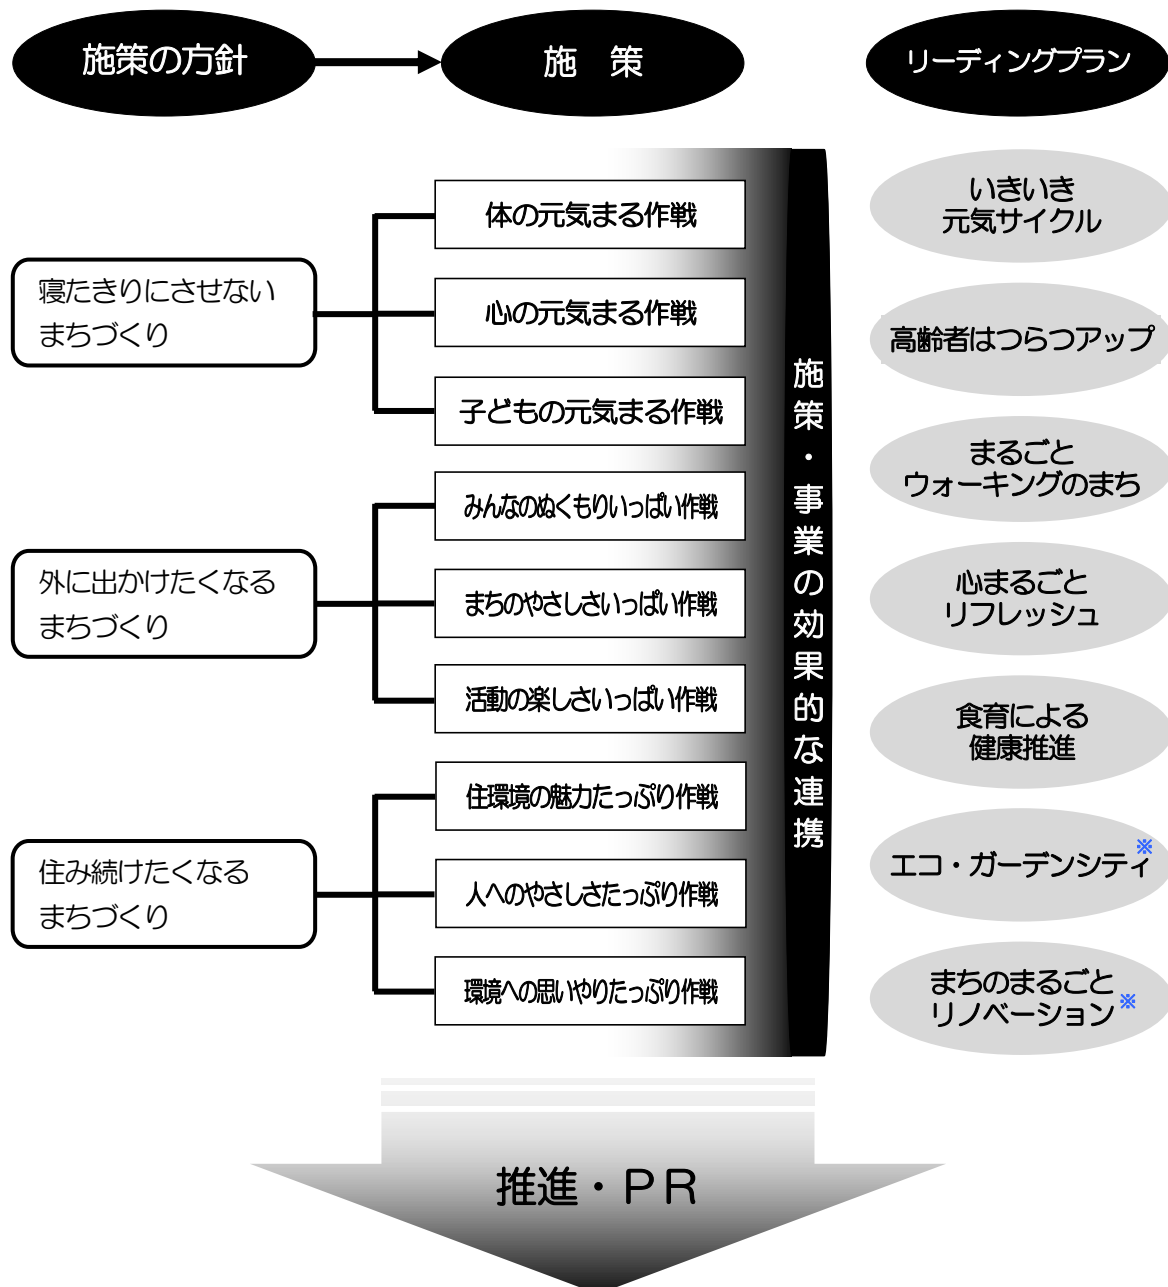 施策の方針
施　策
リーディングプラン
寝たきりにさせない
まちづくり
体の元気まる作戦
心の元気まる作戦
子どもの元気まる作戦
外に出かけたくなる
まちづくり
みんなのぬくもりいっぱい作戦
まちのやさしさいっぱい作戦
活動の楽しさいっぱい作戦
住み続けたくなる
まちづくり
住環境の魅力たっぷり作戦
人へのやさしさたっぷり作戦
環境への思いやりたっぷり作戦
施策・事業の効果的な連携
いきいき
元気サイクル
高齢者はつらつアップ
まるごと
ウォーキングのまち
心まるごと
リフレッシュ
食育による
健康推進
エコ・ガーデンシティ※
まちのまるごと
リノベーション※
推進・ＰＲ